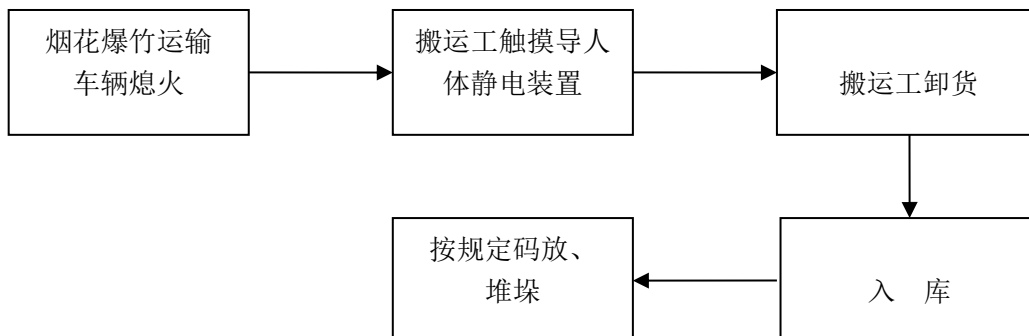 烟花爆竹运输
车辆熄火
搬运工触摸导人
体静电装置
搬运工卸货
入 库
按规定码放、
堆垛